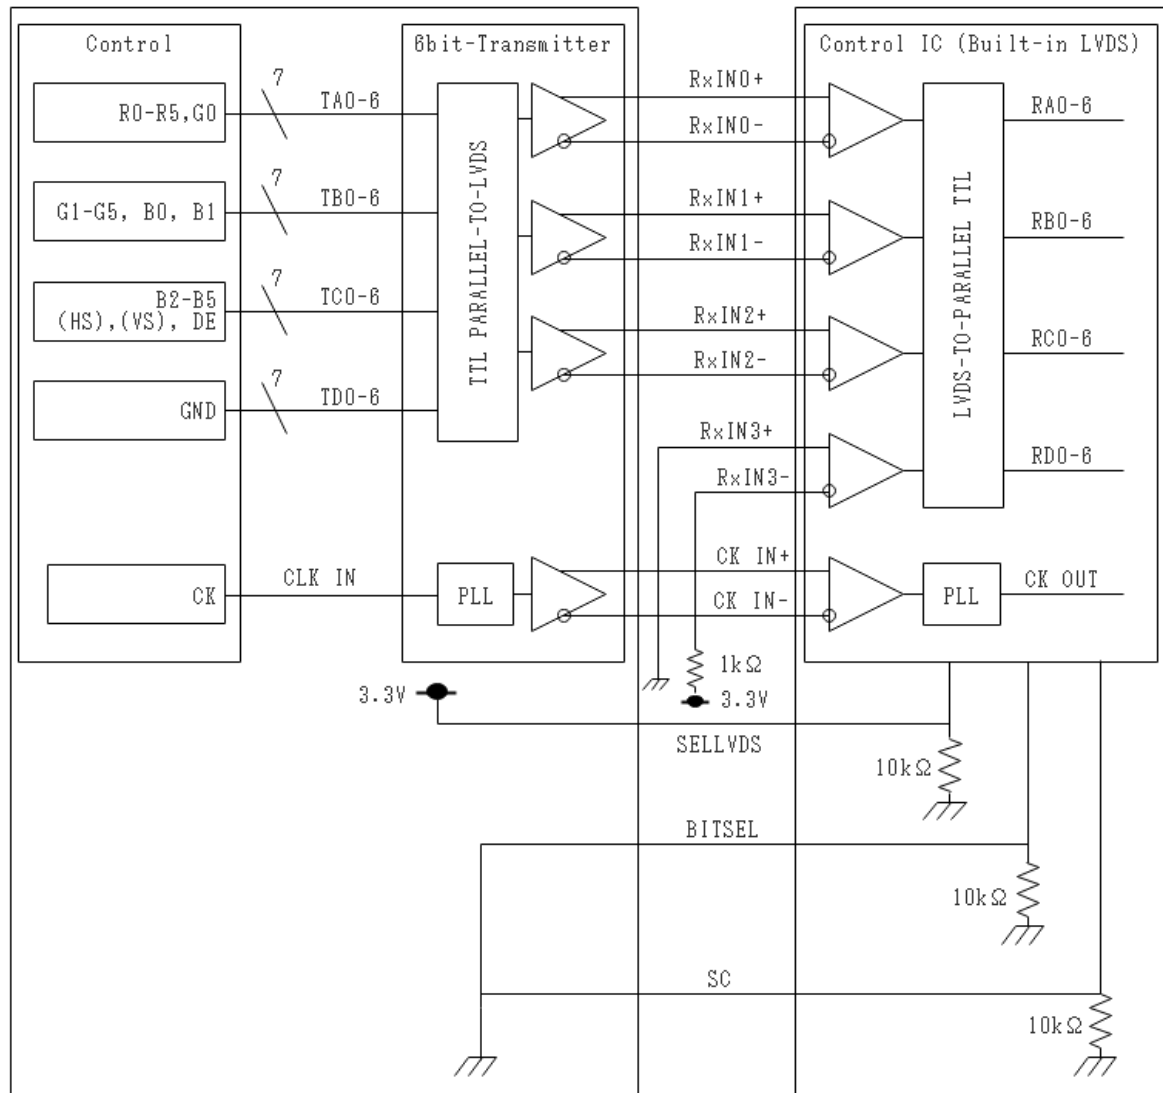 Control
6bit-Transmitter
Control IC (Built-in LVDS)
R0-R5,G0
7
TA0-6
G1-G5, B0, B1
7
TB0-6
B2-B5
(HS),(VS), DE
7
TC0-6
GND
7
TD0-6
CK
CLK IN
TTL PARALLEL-TO-LVDS
PLL
RxIN0+
RxIN0-
RxIN1+
RxIN1-
RxIN2+
RxIN2-
RxIN3+
RxIN3-
CK IN+
CK IN-
LVDS-TO-PARALLEL TTL
PLL
RA0-6
RB0-6
RC0-6
RD0-6
CK OUT
1kΩ
3.3V
3.3V
SELLVDS
10kΩ
BITSEL
10kΩ
SC
10kΩ